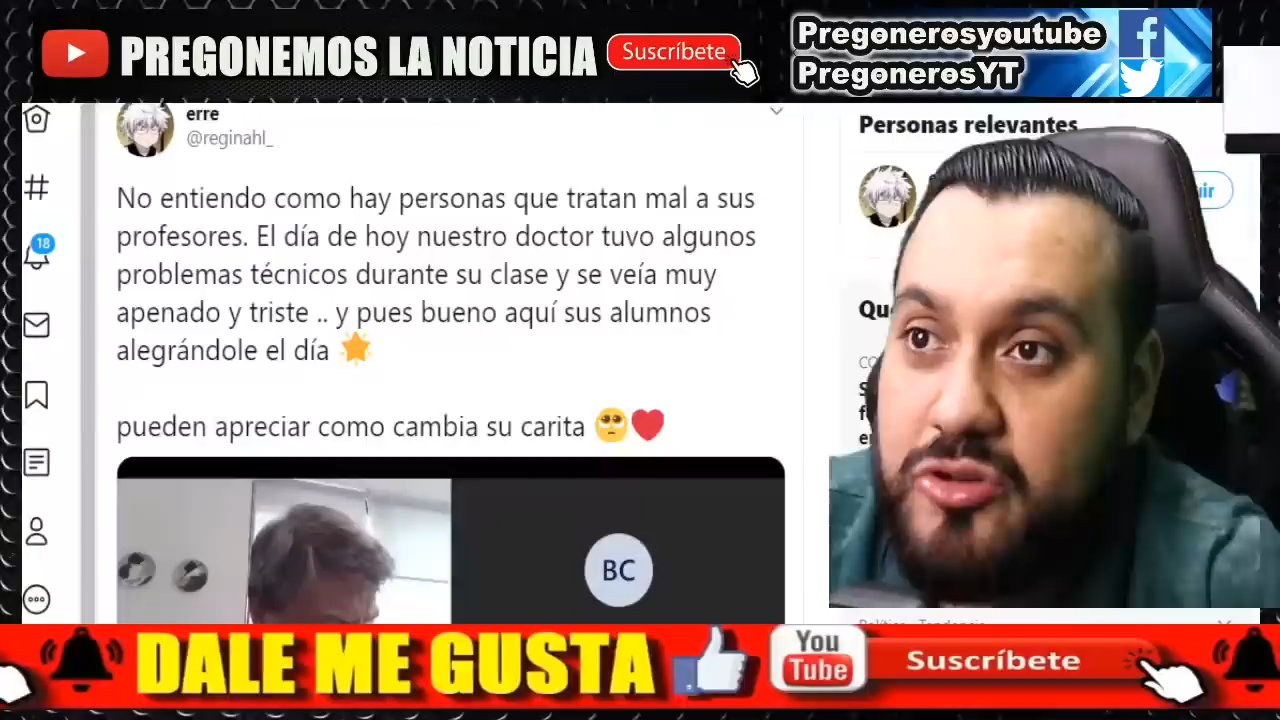 PREGONEMOS LA NOTICIA
Suscríbete
Pregonerosyoutube
PregonerosYT
erre
@reginahl_
No entiendo como hay personas que tratan mal a sus
profesores. El día de hoy nuestro doctor tuvo algunos
problemas técnicos durante su clase y se veía muy
apenado y triste .. y pues bueno aquí sus alumnos
alegrándole el día
pueden apreciar como cambia su carita
18
BC
Personas relevantes
DALE ME GUSTA
You
Tube
Suscríbete